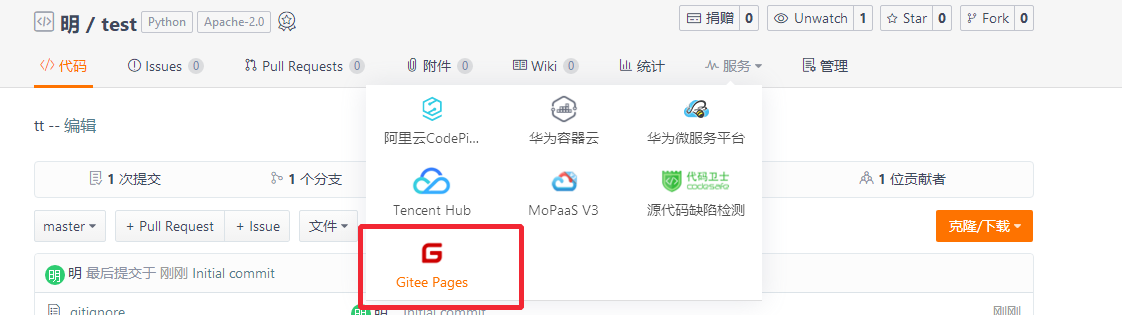 明 / test Python Apache-2.0 捐赠 0 Unwatch 1 Star 0 Fork 0
代码 Issues 0 Pull Requests 0 附件 0 Wiki 0 统计 服务 管理
阿里云CodePi... 华为容器云 华为微服务平台
tt -- 编辑
1 次提交 1 个分支 1 位贡献者
Tencent Hub MoPaaS V3 代码卫士 codesafe 源代码缺陷检测
master + Pull Request + Issue 文件 克隆/下载
G
Gitee Pages
明 明 最后提交于 刚刚 Initial commit
.gitignore 明 明 Initial commit 刚刚